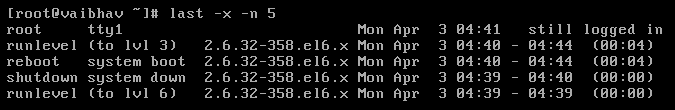 [root@vaibhav ~]# last -x -n 5
root     tty1                          Mon Apr  3 04:41   still logged in
runlevel (to lvl 3)   2.6.32-358.el6.x Mon Apr  3 04:40 - 04:44  (00:04)
reboot   system boot  2.6.32-358.el6.x Mon Apr  3 04:40 - 04:44  (00:04)
shutdown system down  2.6.32-358.el6.x Mon Apr  3 04:39 - 04:40  (00:00)
runlevel (to lvl 6)   2.6.32-358.el6.x Mon Apr  3 04:39 - 04:39  (00:00)